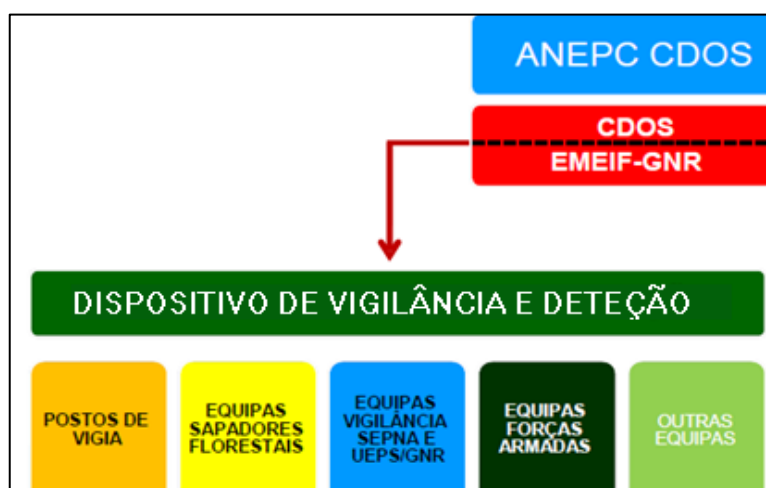 ANEPC CDOS
CDOS
EMEIF-GNR
DISPOSITIVO DE VIGILÂNCIA E DETEÇÃO
POSTOS DE
VIGIA
EQUIPAS
SAPADORES
FLORESTAIS
EQUIPAS
VIGILÂNCIA
SEPNA E
UEPS/GNR
EQUIPAS
FORÇAS
ARMADAS
OUTRAS
EQUIPAS